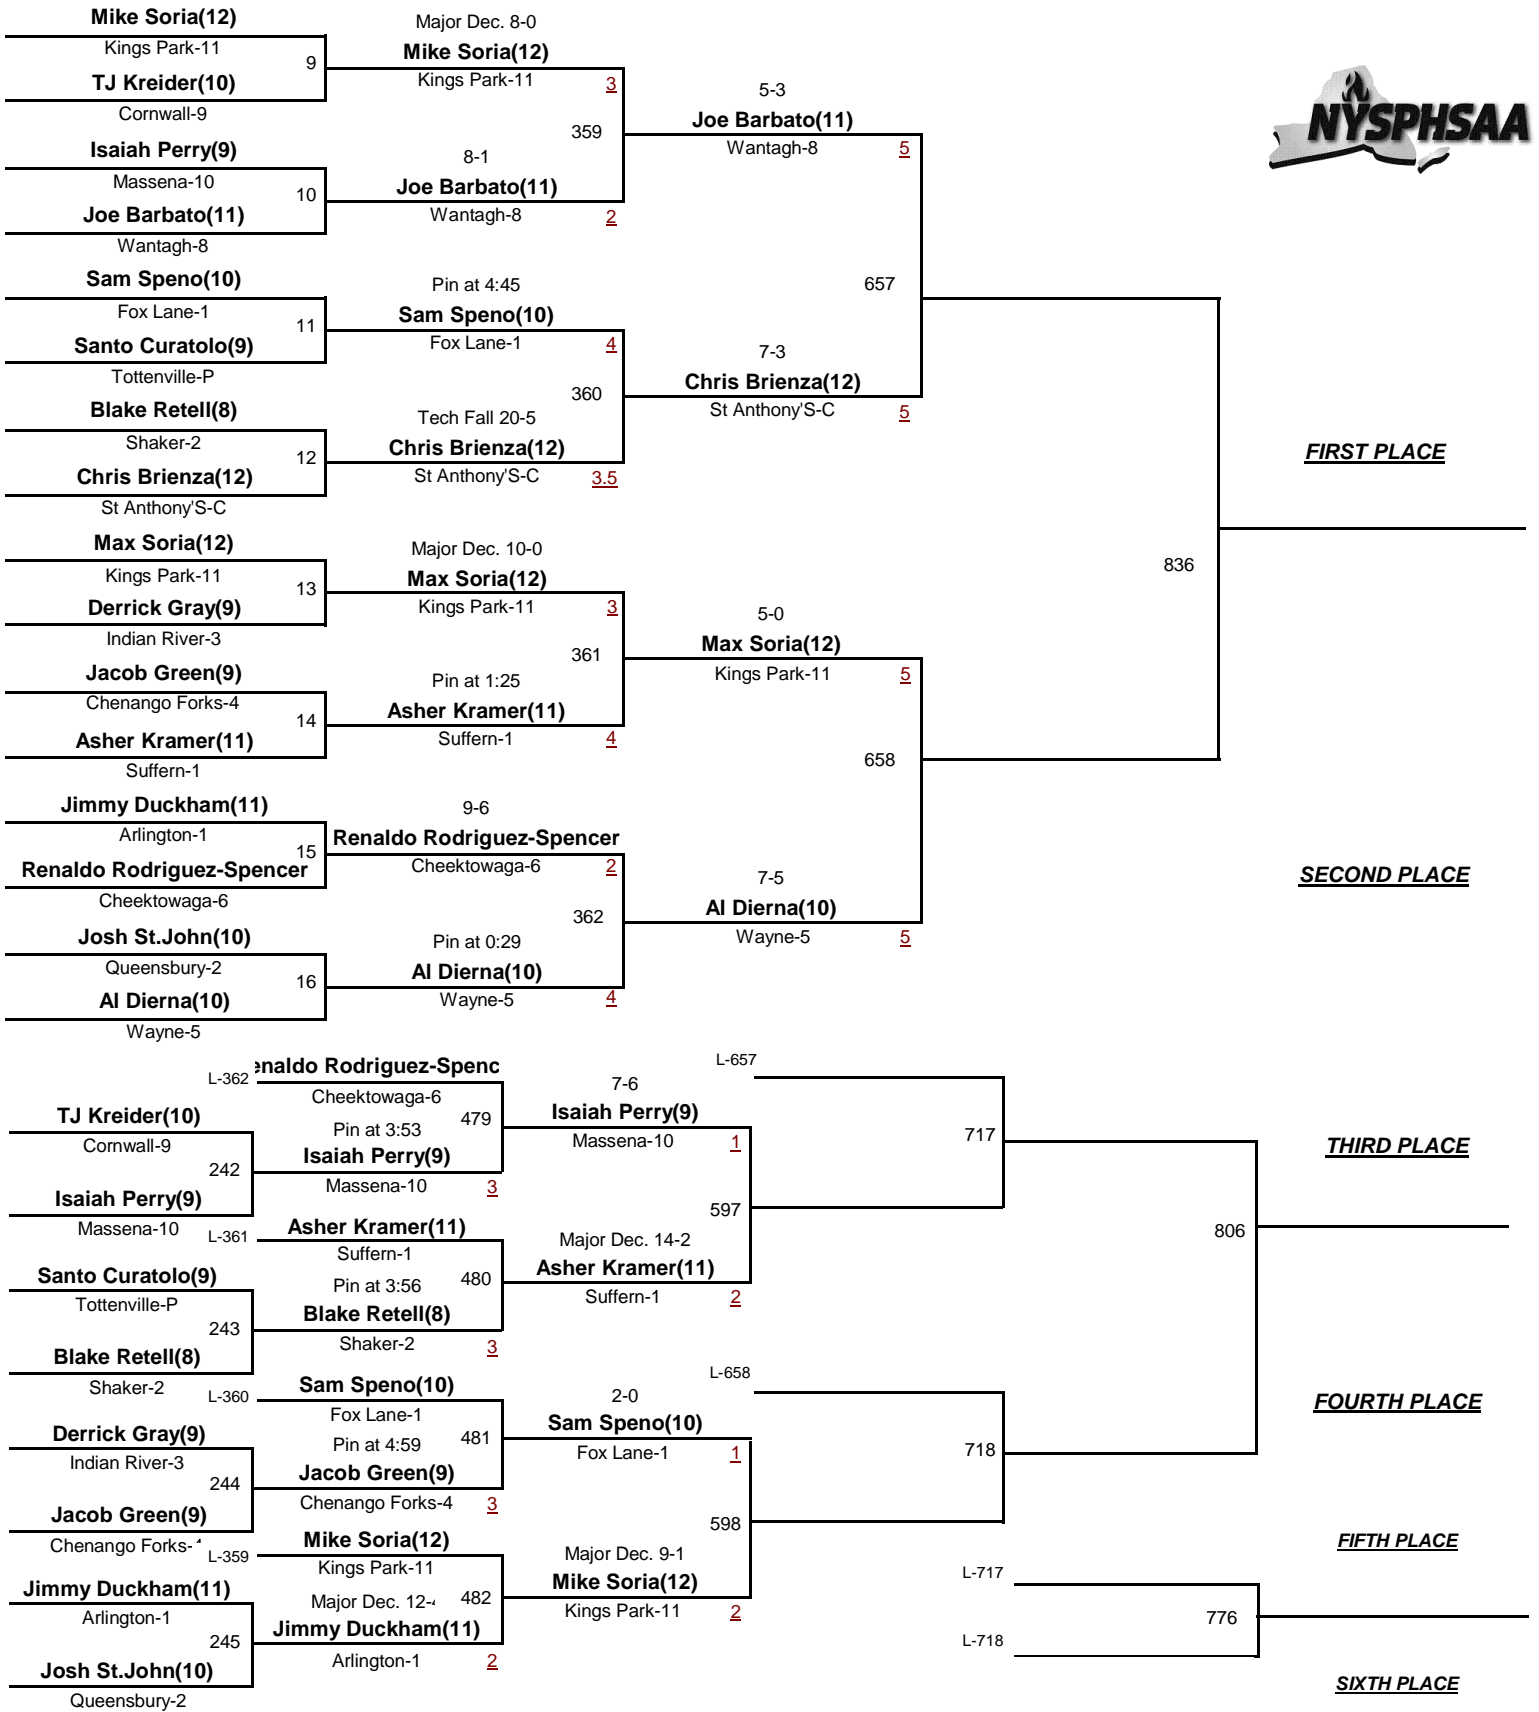 Mike Soria(12)
Kings Park-11
9
TJ Kreider(10)
Cornwall-9
Isaiah Perry(9)
Massena-10
10
Joe Barbato(11)
Wantagh-8
Sam Speno(10)
Fox Lane-1
11
Santo Curatolo(9)
Tottenville-P
Blake Retell(8)
Shaker-2
12
Chris Brienza(12)
St Anthony'S-C
Max Soria(12)
Kings Park-11
13
Derrick Gray(9)
Indian River-3
Jacob Green(9)
Chenango Forks-4
14
Asher Kramer(11)
Suffern-1
Jimmy Duckham(11)
Arlington-1
15
Renaldo Rodriguez-Spencer
Cheektowaga-6
Josh St.John(10)
Queensbury-2
16
Al Dierna(10)
Wayne-5
Major Dec. 8-0
Mike Soria(12)
Kings Park-11
3
359
8-1
Joe Barbato(11)
Wantagh-8
2
Pin at 4:45
Sam Speno(10)
Fox Lane-1
4
360
Tech Fall 20-5
Chris Brienza(12)
St Anthony'S-C
3.5
Major Dec. 10-0
Max Soria(12)
Kings Park-11
3
361
Pin at 1:25
Asher Kramer(11)
Suffern-1
4
9-6
Renaldo Rodriguez-Spencer
Cheektowaga-6
2
362
Pin at 0:29
Al Dierna(10)
Wayne-5
4
5-3
Joe Barbato(11)
Wantagh-8
5
657
7-3
Chris Brienza(12)
St Anthony'S-C
5
5-0
Max Soria(12)
Kings Park-11
5
658
7-5
Al Dierna(10)
Wayne-5
5
836
NYSPHSAA
FIRST PLACE
SECOND PLACE
TJ Kreider(10)
Cornwall-9
242
Isaiah Perry(9)
Massena-10
Santo Curatolo(9)
Tottenville-P
243
Blake Retell(8)
Shaker-2
Derrick Gray(9)
Indian River-3
244
Jacob Green(9)
Chenango Forks-
Jimmy Duckham(11)
Arlington-1
245
Josh St.John(10)
Queensbury-2
L-362
enaldo Rodriguez-Spenc
Cheektowaga-6
479
Pin at 3:53
Isaiah Perry(9)
Massena-10
3
L-361
Asher Kramer(11)
Suffern-1
480
Pin at 3:56
Blake Retell(8)
Shaker-2
3
L-360
Sam Speno(10)
Fox Lane-1
481
Pin at 4:59
Jacob Green(9)
Chenango Forks-4
3
L-359
Mike Soria(12)
Kings Park-11
482
Major Dec. 12-
Jimmy Duckham(11)
Arlington-1
2
7-6
Isaiah Perry(9)
Massena-10
1
597
Major Dec. 14-2
Asher Kramer(11)
Suffern-1
2
2-0
Sam Speno(10)
Fox Lane-1
1
598
Major Dec. 9-1
Mike Soria(12)
Kings Park-11
2
L-657
717
L-658
718
806
THIRD PLACE
FOURTH PLACE
L-717
776
L-718
FIFTH PLACE
SIXTH PLACE